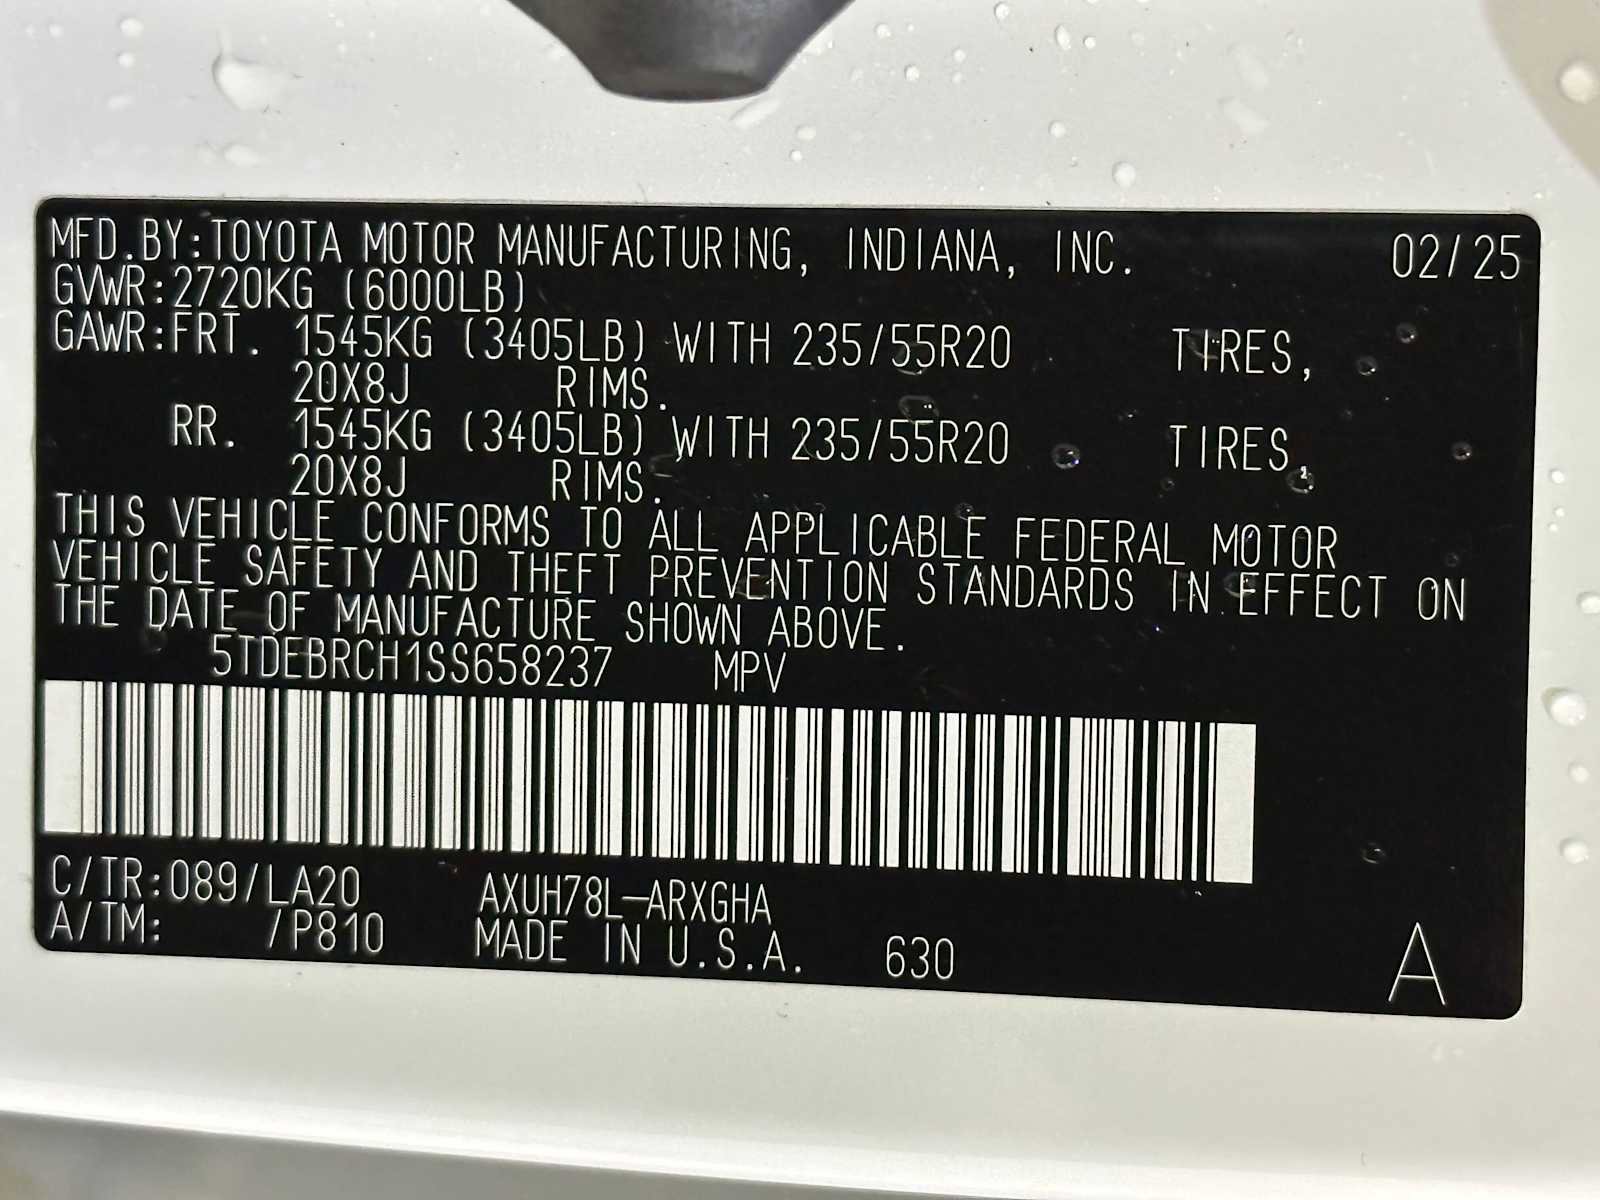 MFD.BY:TOYOTA MOTOR MANUFACTURING, INDIANA, INC. 02/25
GVWR:2720KG (6000LB)
GAWR:FRT. 1545KG (3405LB) WITH 235/55R20 TIRES,
20X8J RIMS.
RR. 1545KG (3405LB) WITH 235/55R20 TIRES,
20X8J RIMS.
THIS VEHICLE CONFORMS TO ALL APPLICABLE FEDERAL MOTOR
VEHICLE SAFETY AND THEFT PREVENTION STANDARDS IN EFFECT ON
THE DATE OF MANUFACTURE SHOWN ABOVE.
5TDEBRCH1SS658237 MPV
C/TR:089/LA20 AXUH78L-ARXGHA
A/TM: /P810 MADE IN U.S.A. 630 A